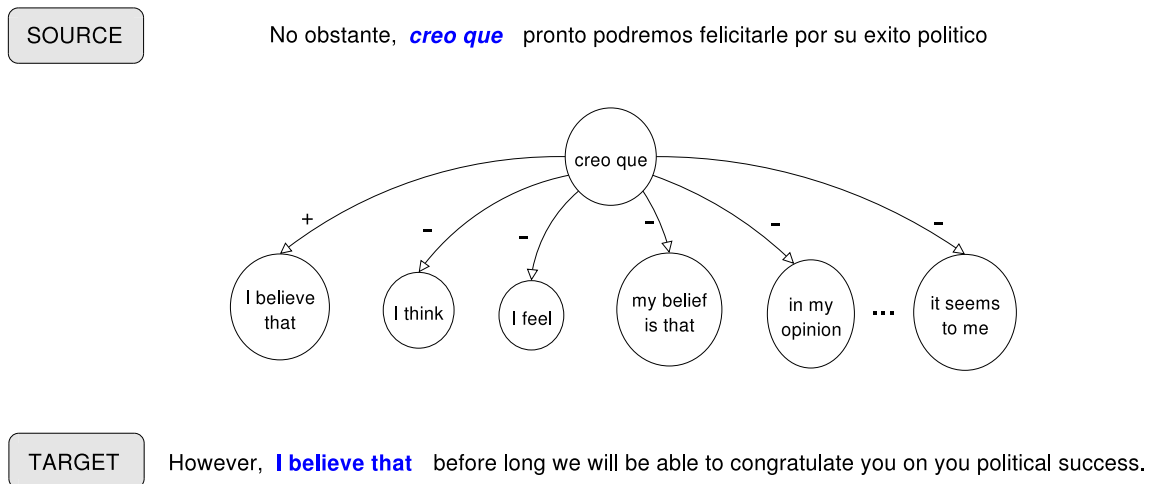 SOURCE
No obstante, creo que pronto podremos felicitarle por su exito politico
creo que
+
-
-
-
-
-
I believe
that
I think
I feel
my belief
is that
in my
opinion
...
it seems
to me
TARGET
However, I believe that before long we will be able to congratulate you on you political success.